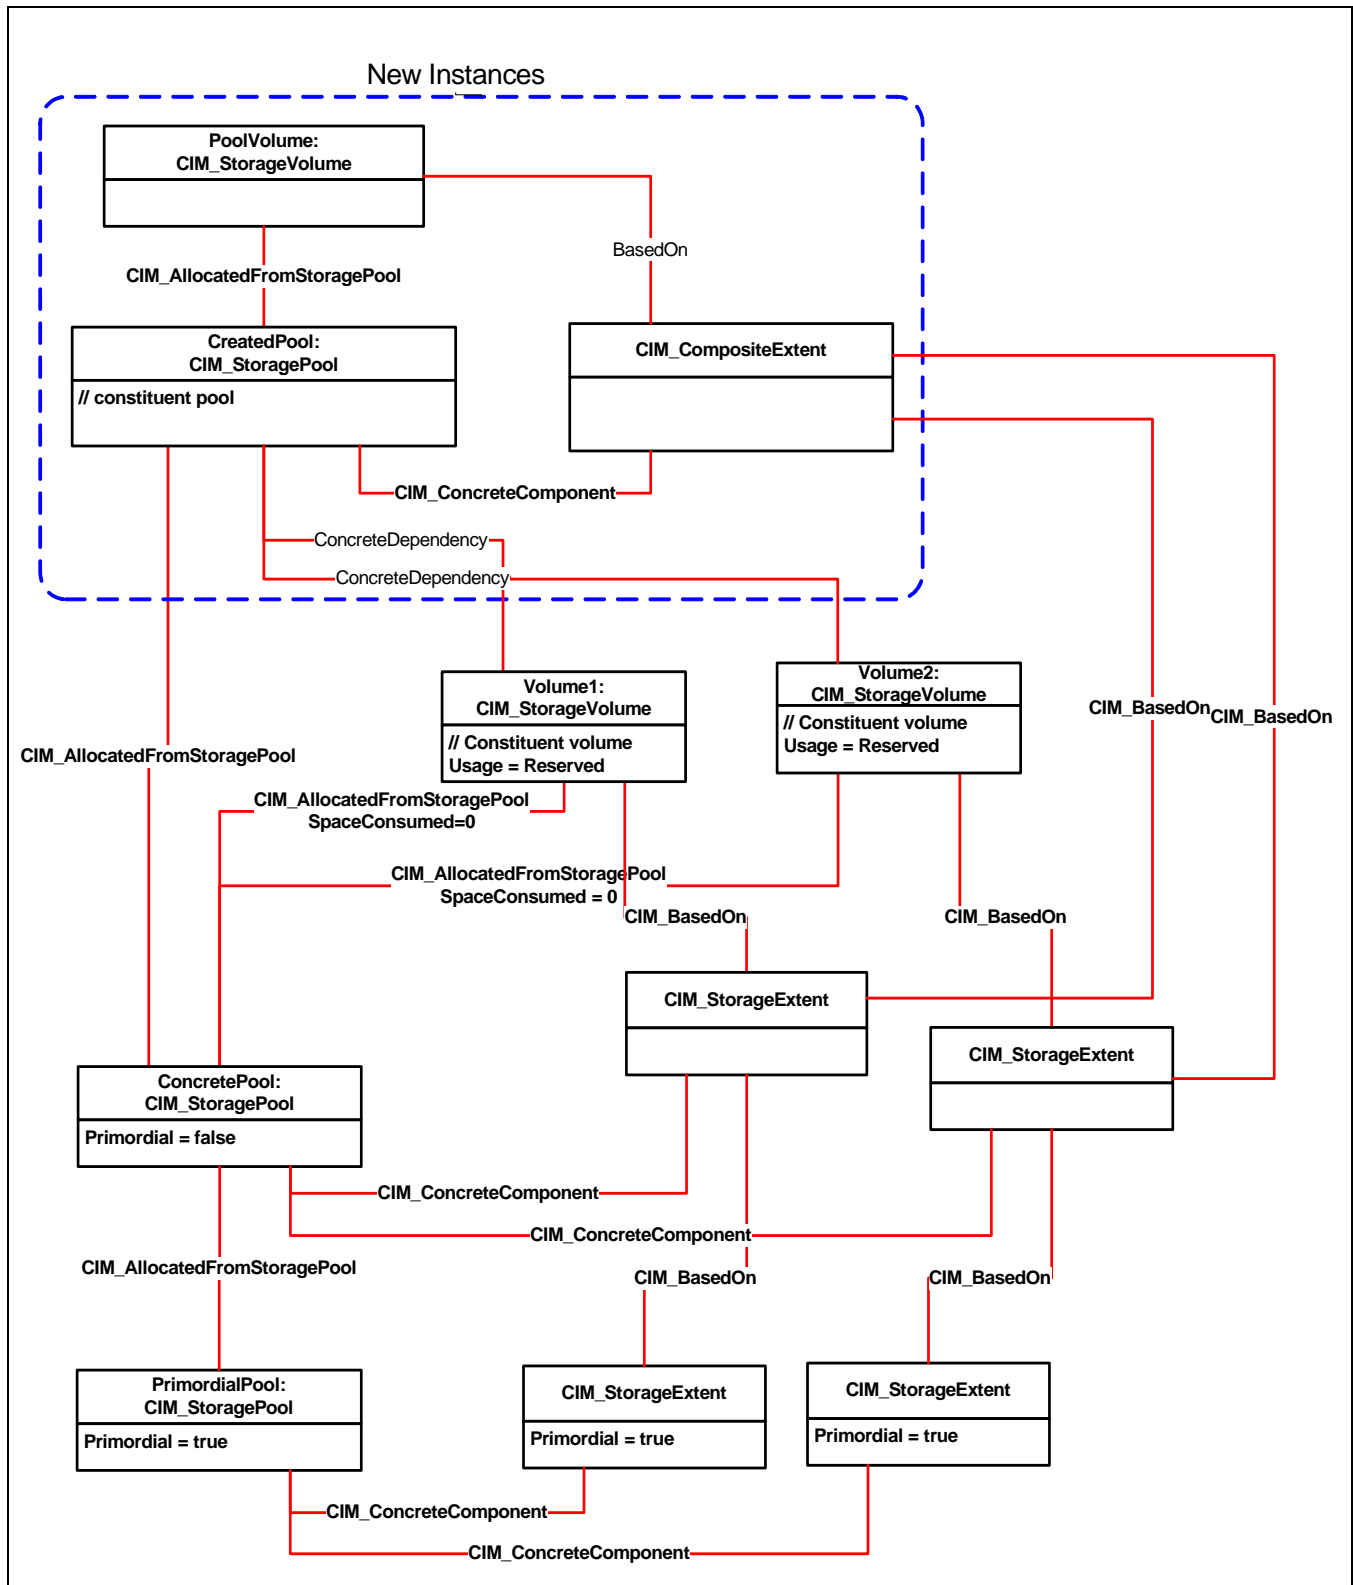 New Instances
PoolVolume:
CIM_StorageVolume
BasedOn
CIM_AllocatedFromStoragePool
CreatedPool:
CIM_StoragePool
// constituent pool
CIM_CompositeExtent
CIM_ConcreteComponent
ConcreteDependency
ConcreteDependency
Volume1:
CIM_StorageVolume
// Constituent volume
Usage = Reserved
Volume2:
CIM_StorageVolume
// Constituent volume
Usage = Reserved
CIM_BasedOn
CIM_BasedOn
CIM_AllocatedFromStoragePool
CIM_AllocatedFromStoragePool
SpaceConsumed=0
CIM_AllocatedFromStoragePool
SpaceConsumed = 0
CIM_BasedOn
CIM_BasedOn
CIM_StorageExtent
CIM_StorageExtent
ConcretePool:
CIM_StoragePool
Primordial = false
CIM_ConcreteComponent
CIM_ConcreteComponent
CIM_AllocatedFromStoragePool
CIM_BasedOn
CIM_BasedOn
PrimordialPool:
CIM_StoragePool
Primordial = true
CIM_StorageExtent
Primordial = true
CIM_StorageExtent
Primordial = true
CIM_ConcreteComponent
CIM_ConcreteComponent